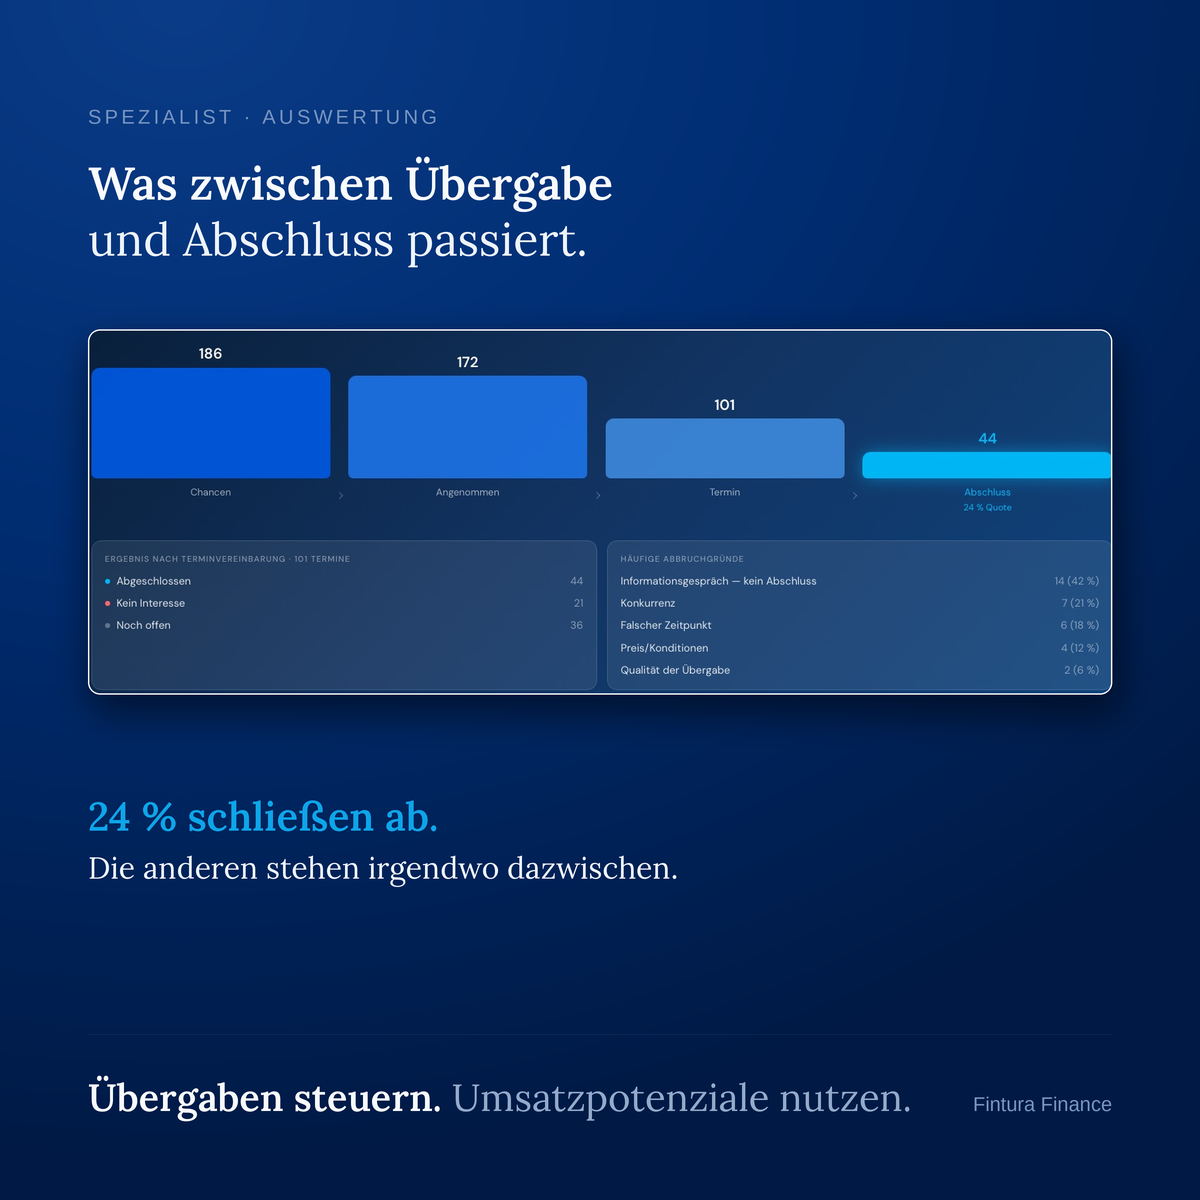 SPEZIALIST · AUSWERTUNG
Was zwischen Übergabe
und Abschluss passiert.
186
172
101
44
Chancen
Angenommen
Termin
Abschluss
24 % Quote
ERGEBNIS NACH TERMINVEREINBARUNG · 101 TERMINE
Abgeschlossen 44
Kein Interesse 21
Noch offen 36
HÄUFIGE ABBRUCHGRÜNDE
Informationsgespräch — kein Abschluss 14 (42 %)
Konkurrenz 7 (21 %)
Falscher Zeitpunkt 6 (18 %)
Preis/Konditionen 4 (12 %)
Qualität der Übergabe 2 (6 %)
24 % schließen ab.
Die anderen stehen irgendwo dazwischen.
Übergaben steuern. Umsatzpotenziale nutzen.
Fintura Finance